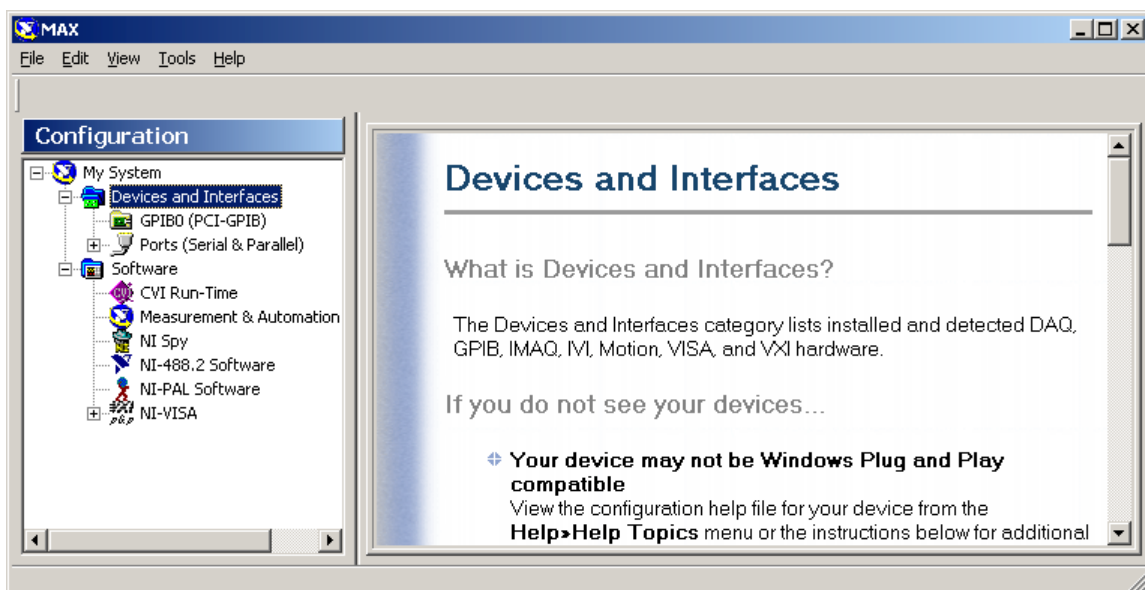 MAX
File Edit View Tools Help
Configuration
My System
Devices and Interfaces
GPIB0 (PCI-GPIB)
Ports (Serial & Parallel)
Software
CVI Run-Time
Measurement & Automation
NI Spy
NI-488.2 Software
NI-PAL Software
NI-VISA
Devices and Interfaces
What is Devices and Interfaces?
The Devices and Interfaces category lists installed and detected DAQ,
GPIB, IMAQ, IVI, Motion, VISA, and VXI hardware.
If you do not see your devices...
Your device may not be Windows Plug and Play
compatible
View the configuration help file for your device from the
Help»Help Topics menu or the instructions below for additional